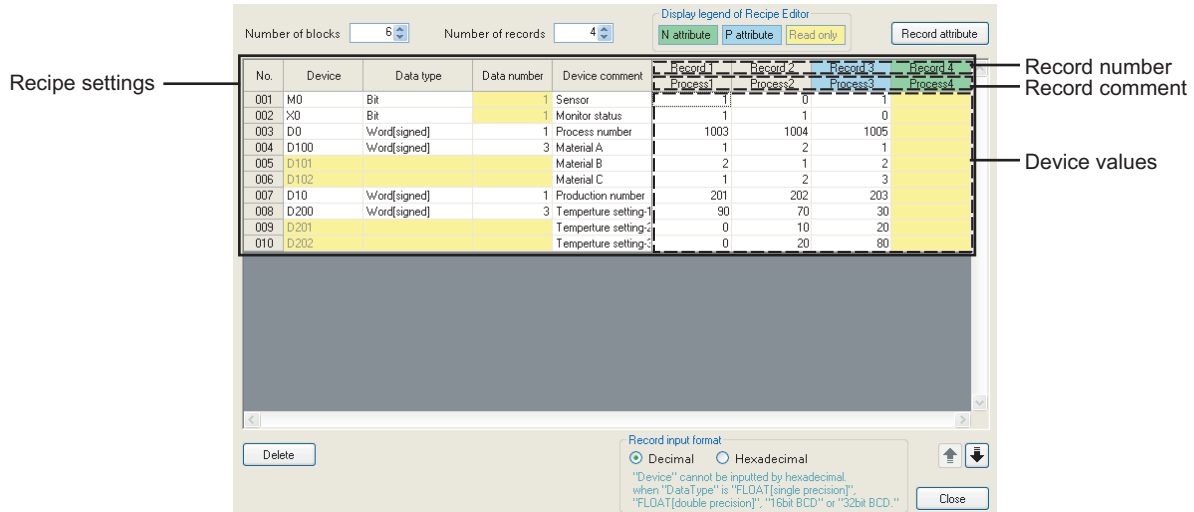 Display legend of Recipe Editor
Number of blocks 6 Number of records 4 N attribute P attribute Read only Record attribute
Recipe settings
No. Device Data type Data number Device comment Record 1 Record 2 Record 3 Record 4
Process1 Process2 Process3 Process4
Record number
Record comment
Device values
001 M0 Bit 1 Sensor 1 0 1
002 X0 Bit 1 Monitor status 1 1 0
003 D0 Word[signed] 1 Process number 1003 1004 1005
004 D100 Word[signed] 3 Material A 1 2 1
005 D101 Material B 2 1 2
006 D102 Material C 1 2 3
007 D10 Word[signed] 1 Production number 201 202 203
008 D200 Word[signed] 3 Temperture setting-1 90 70 30
009 D201 Temperture setting-2 0 10 20
010 D202 Temperture setting-3 0 20 80
Delete
Record input format
Decimal Hexadecimal
"Device" cannot be inputted by hexadecimal.
when "DataType" is "FLOAT[single precision]",
"FLOAT[double precision]", "16bit BCD" or "32bit BCD."
Close